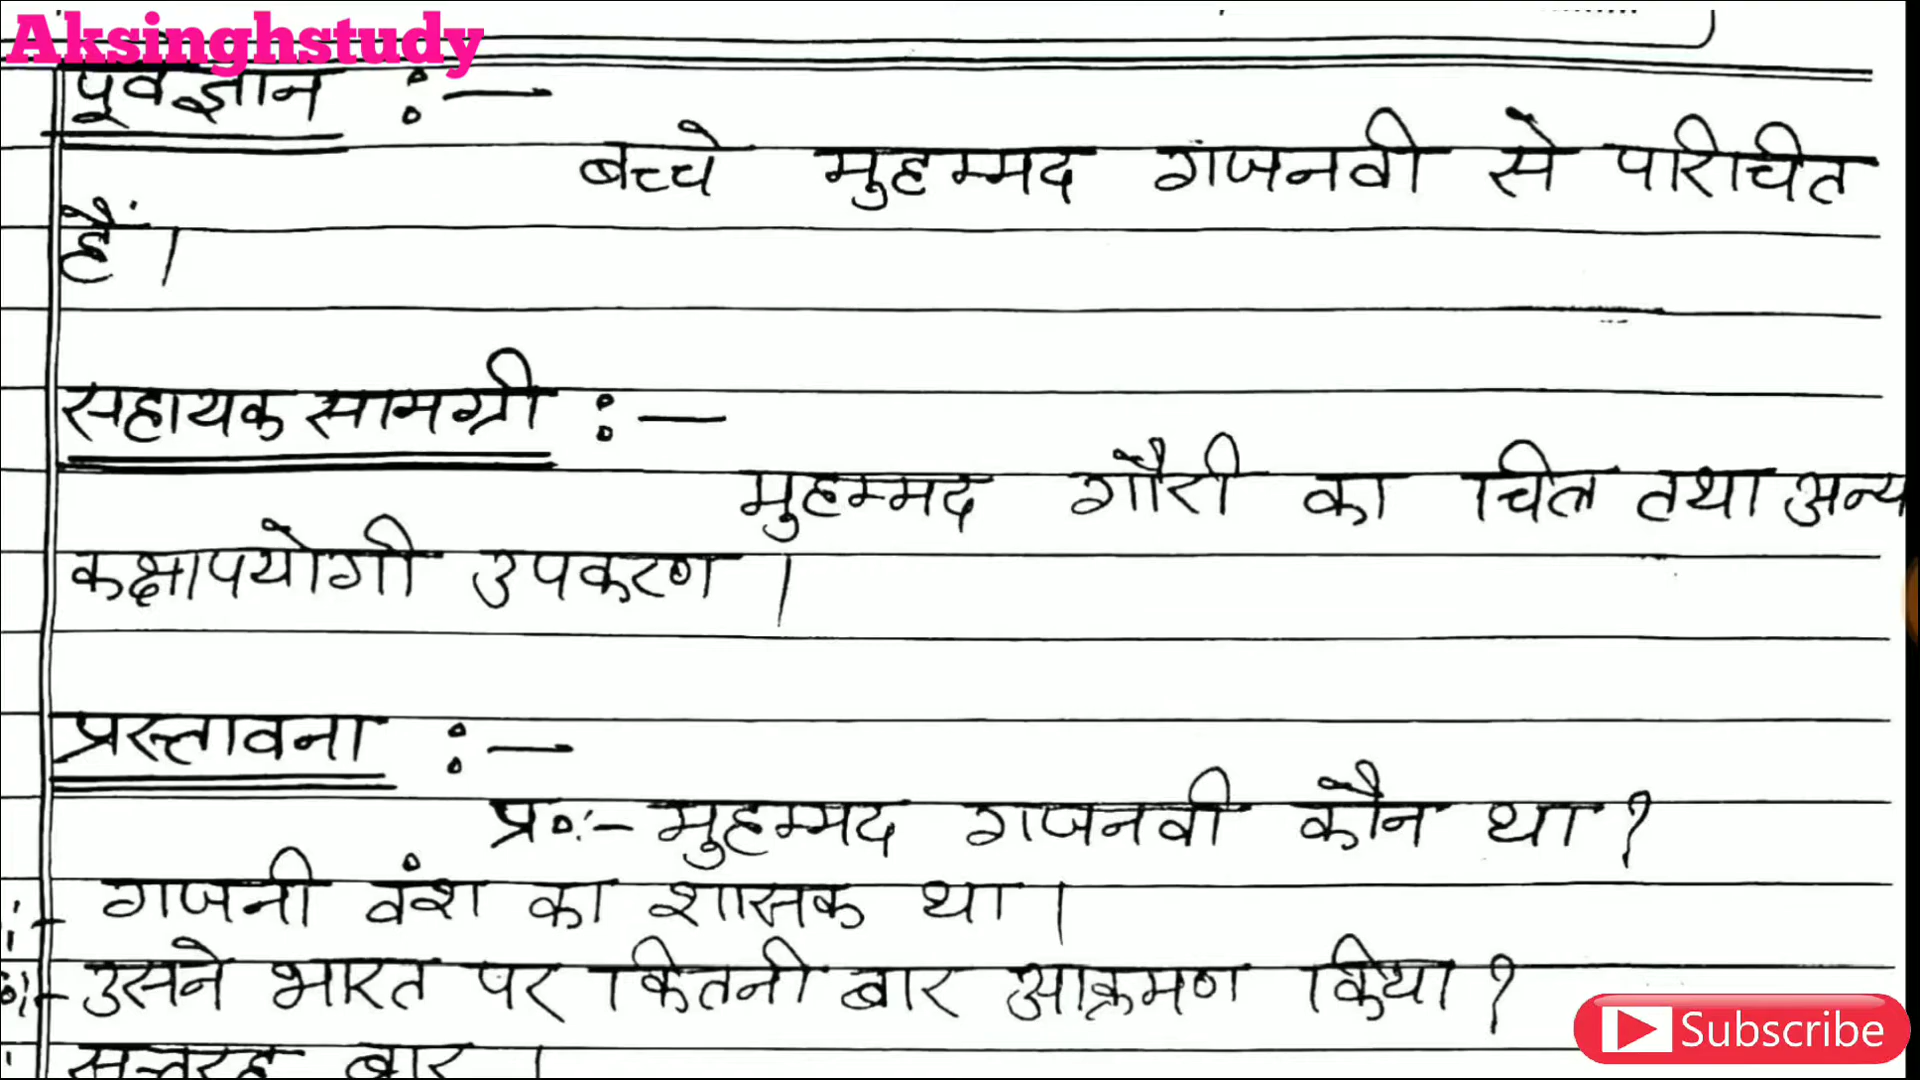 Aksinghstudy
पूर्वज्ञान :—
बच्चे मुहम्मद गजनवी से परिचित
हैं।
सहायक सामग्री :—
मुहम्मद गौरी का चित्र तथा अन्य
कक्षापयोगी उपकरण ।
प्रस्तावना :—
प्र०:- मुहम्मद गजनवी कौन था ?
:- गजनी वंश का शासक था ।
उसने भारत पर कितनी बार आक्रमण किया ?
सत्तरह बार ।
Subscribe